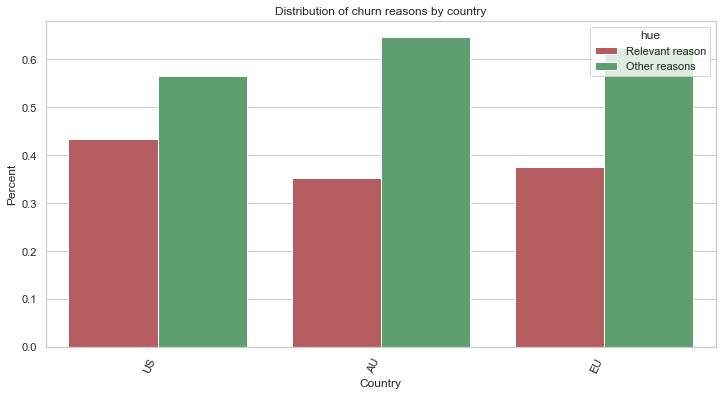 Distribution of churn reasons by country
hue
Relevant reason
Other reasons
Percent
0.6
0.5
0.4
0.3
0.2
0.1
0.0
US
AU
EU
Country